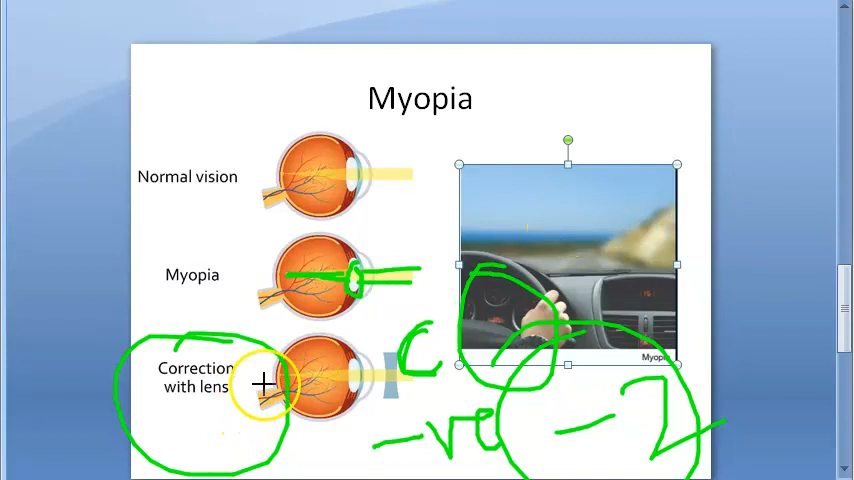 Myopia
Normal vision
Myopia
Correction
with lens
Myopia
C
-ve
-2